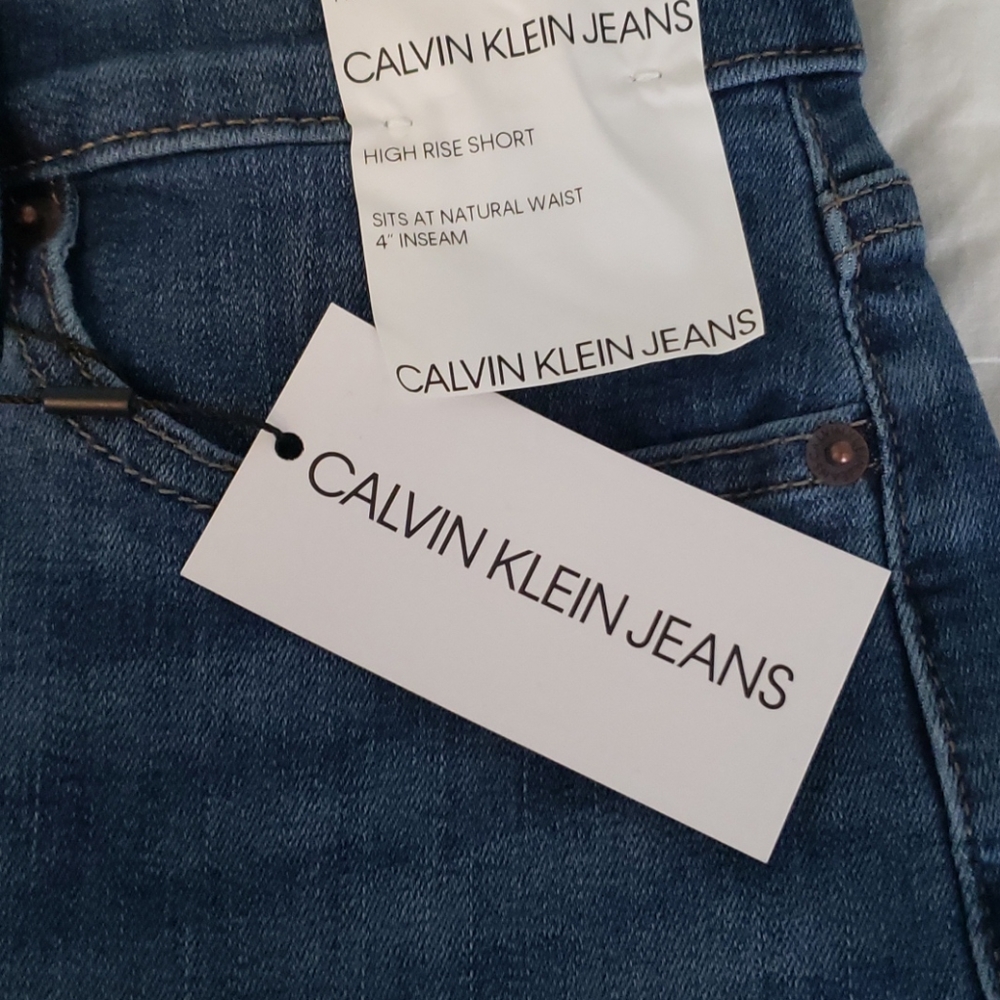 CALVIN KLEIN JEANS
HIGH RISE SHORT
SITS AT NATURAL WAIST
4" INSEAM
CALVIN KLEIN JEANS
CALVIN KLEIN JEANS